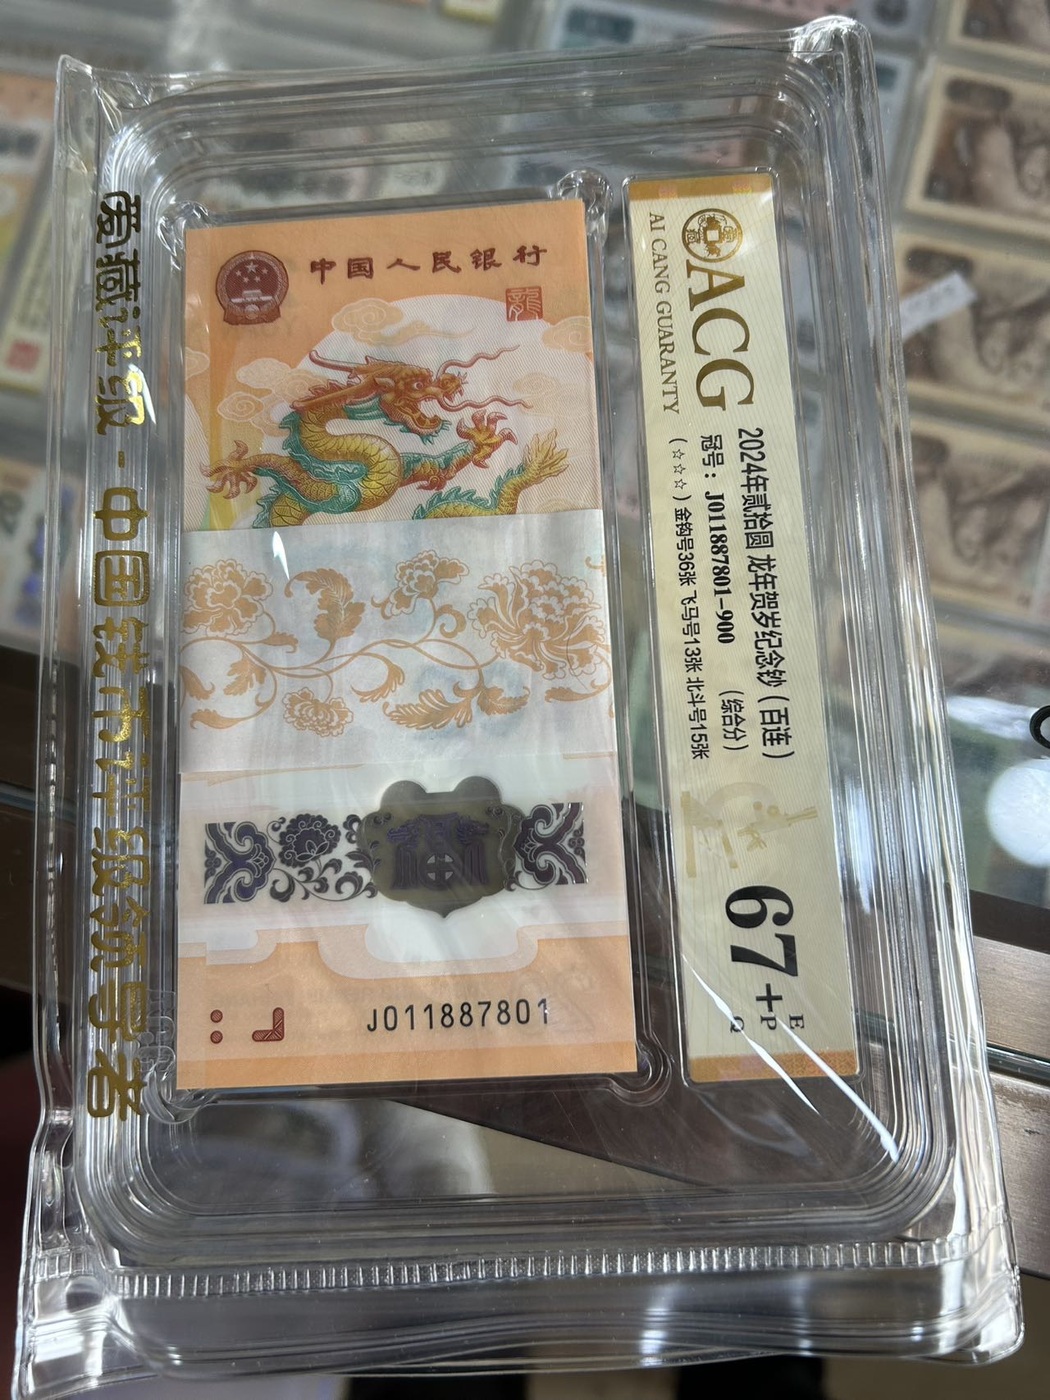 爱藏评级 - 中国钱币评级领导者
中国人民银行
龍
J011887801
ACG
AI CANG GUARANTY
2024年贰拾圆 龙年贺岁纪念钞（百连）
冠号：J011887801-900 （综合分）
（☆☆☆）金钩号36张 飞马号13张 北斗号15张
67+
E
P
Q